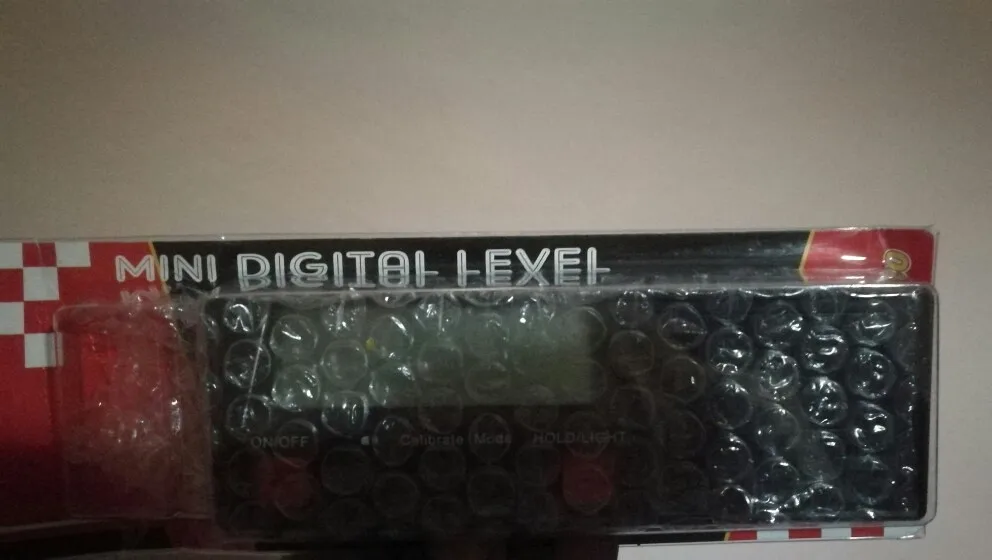 MINI DIGITAL LEVEL
ON/OFF Calibrate Mode HOLD/LIGHT